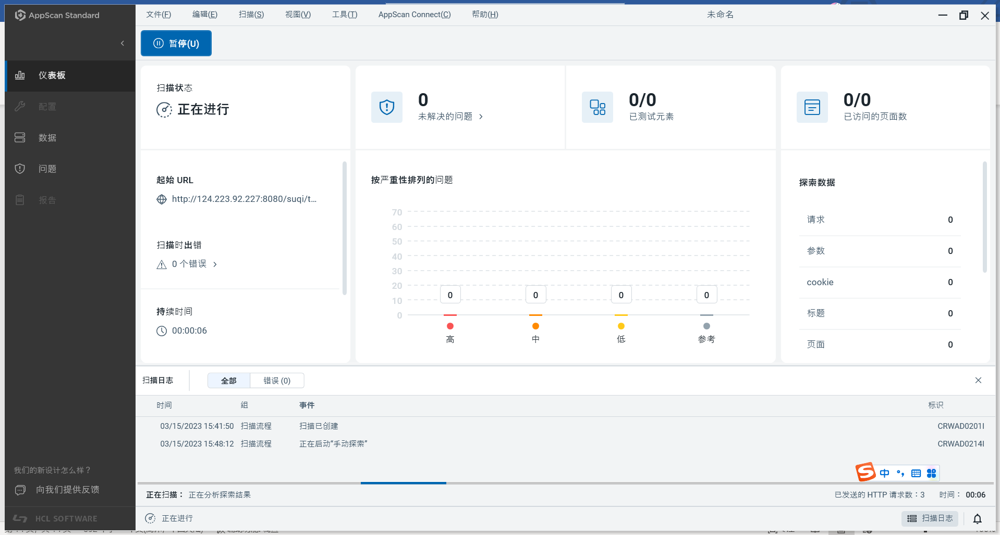 AppScan Standard
文件(F) 编辑(E) 扫描(S) 视图(V) 工具(T) AppScan Connect(C) 帮助(H) 未命名
暂停(U)
仪表板
配置
数据
问题
报告
我们的新设计怎么样？
向我们提供反馈
HCL SOFTWARE
扫描状态
正在进行
0
未解决的问题
0/0
已测试元素
0/0
已访问的页面数
起始 URL
http://124.223.92.227:8080/suqi/t...
扫描时出错
0 个错误
持续时间
00:00:06
按严重性排列的问题
70
60
50
40
30
20
10
0
0 0 0 0
高 中 低 参考
探索数据
请求 0
参数 0
cookie 0
标题 0
页面 0
扫描日志 全部 错误 (0)
时间 组 事件 标识
03/15/2023 15:41:50 扫描流程 扫描已创建 CRWAD0201I
03/15/2023 15:48:12 扫描流程 正在启动“手动探索” CRWAD0214I
S 中
正在扫描： 正在分析探索结果 已发送的 HTTP 请求数：3 时间： 00:06
正在进行 扫描日志